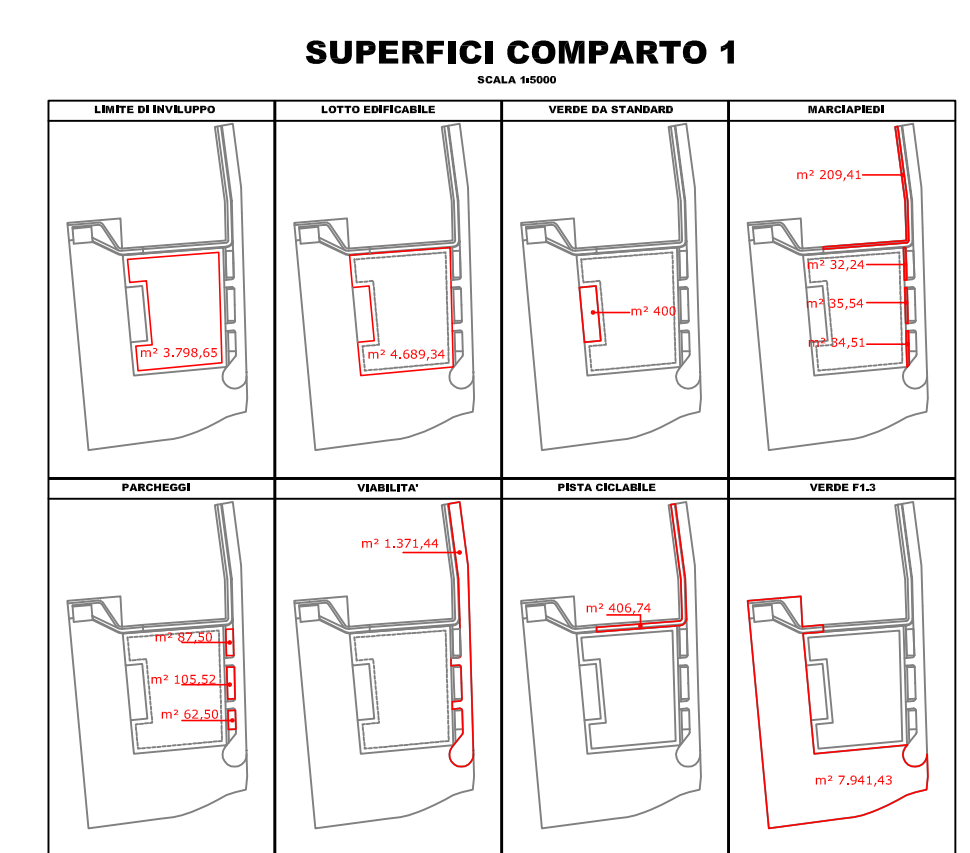 SUPERFICI COMPARTO 1
SCALA 1:5000
LIMITE DI INVILUPPO
LOTTO EDIFICABILE
VERDE DA STANDARD
MARCIAPIEDI
m² 3.798,65
m² 4.689,34
m² 400
m² 209,41
m² 32,24
m² 35,54
m² 34,51
PARCHEGGI
VIABILITA'
PISTA CICLABILE
VERDE F1.3
m² 87,50
m² 105,52
m² 62,50
m² 1.371,44
m² 406,74
m² 7.941,43